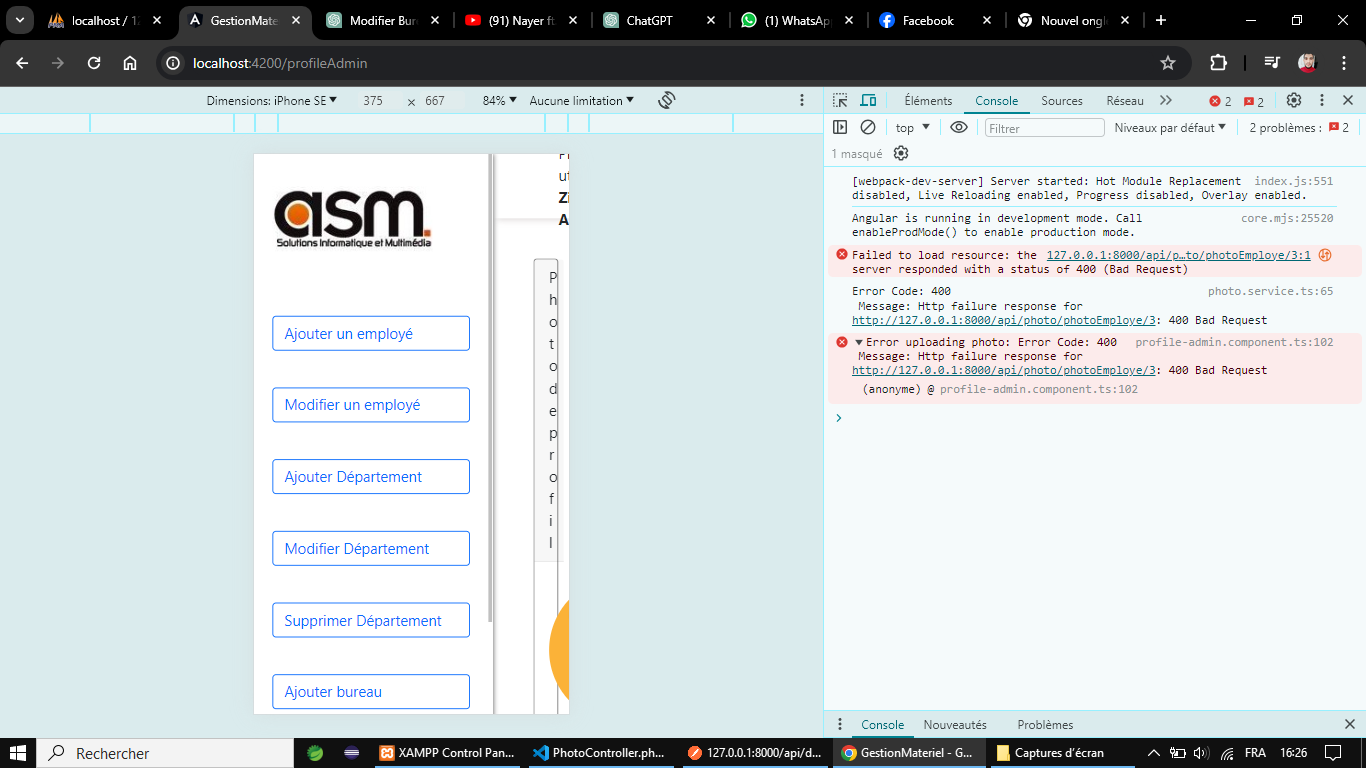 localhost / 12
GestionMate
Modifier Bur
(91) Nayer ft
ChatGPT
(1) WhatsAp
Facebook
Nouvel ongl
localhost:4200/profileAdmin
Dimensions: iPhone SE
375 × 667
84%
Aucune limitation
Éléments
Console
Sources
Réseau
2
2
top
Filtrer
Niveaux par défaut
2 problèmes : 2
1 masqué
asm.
Solutions Informatique et Multimédia
Ajouter un employé
Modifier un employé
Ajouter Département
Modifier Département
Supprimer Département
Ajouter bureau
ut
Zi
A
P
h
o
t
o
d
e
p
r
o
f
i
l
[webpack-dev-server] Server started: Hot Module Replacement index.js:551
disabled, Live Reloading enabled, Progress disabled, Overlay enabled.
Angular is running in development mode. Call core.mjs:25520
enableProdMode() to enable production mode.
Failed to load resource: the 127.0.0.1:8000/api/p…to/photoEmploye/3:1
server responded with a status of 400 (Bad Request)
Error Code: 400 photo.service.ts:65
Message: Http failure response for
http://127.0.0.1:8000/api/photo/photoEmploye/3: 400 Bad Request
Error uploading photo: Error Code: 400 profile-admin.component.ts:102
Message: Http failure response for
http://127.0.0.1:8000/api/photo/photoEmploye/3: 400 Bad Request
(anonyme) @ profile-admin.component.ts:102
Console
Nouveautés
Problèmes
Rechercher
XAMPP Control Pan...
PhotoController.ph...
127.0.0.1:8000/api/d...
GestionMateriel - G...
Captures d’écran
FRA
16:26